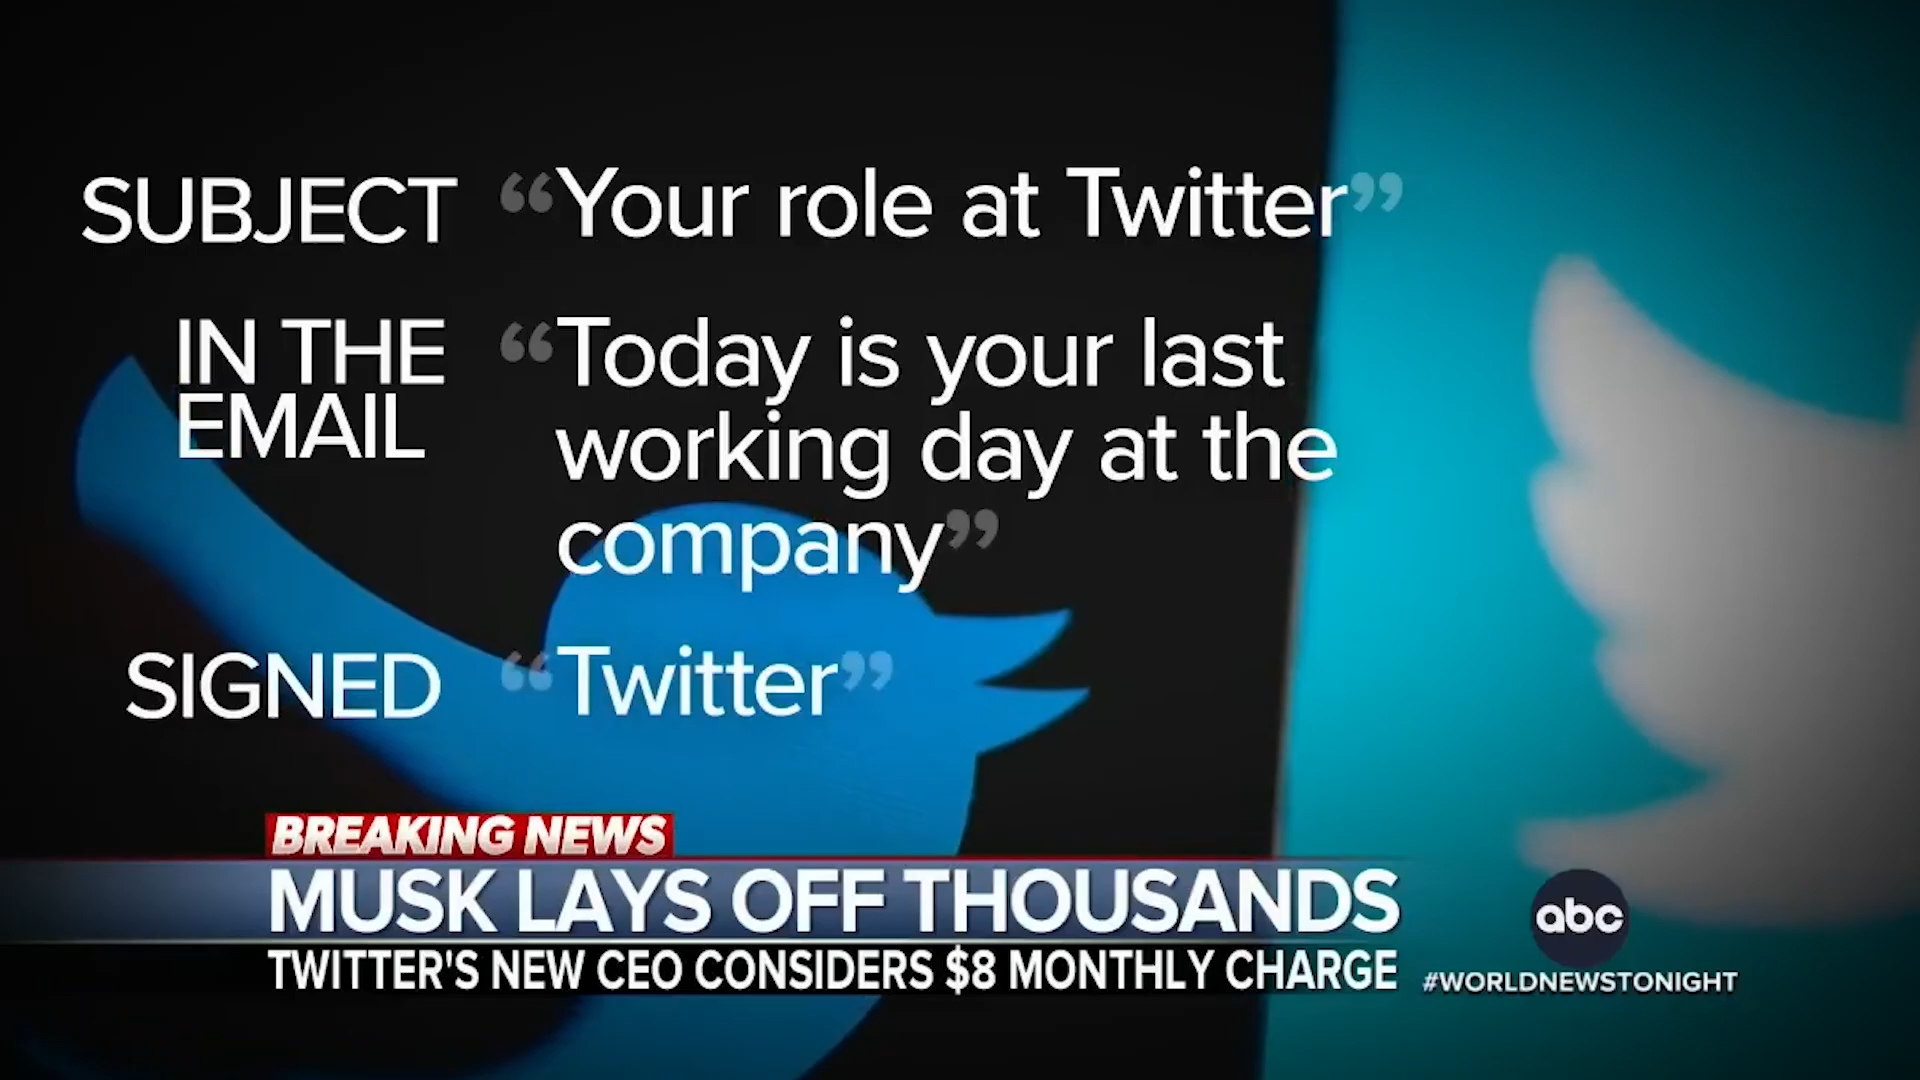 SUBJECT “Your role at Twitter”
IN THE
EMAIL
“Today is your last
working day at the
company”
SIGNED “Twitter”
BREAKING NEWS
MUSK LAYS OFF THOUSANDS
TWITTER'S NEW CEO CONSIDERS $8 MONTHLY CHARGE
abc
#WORLDNEWSTONIGHT